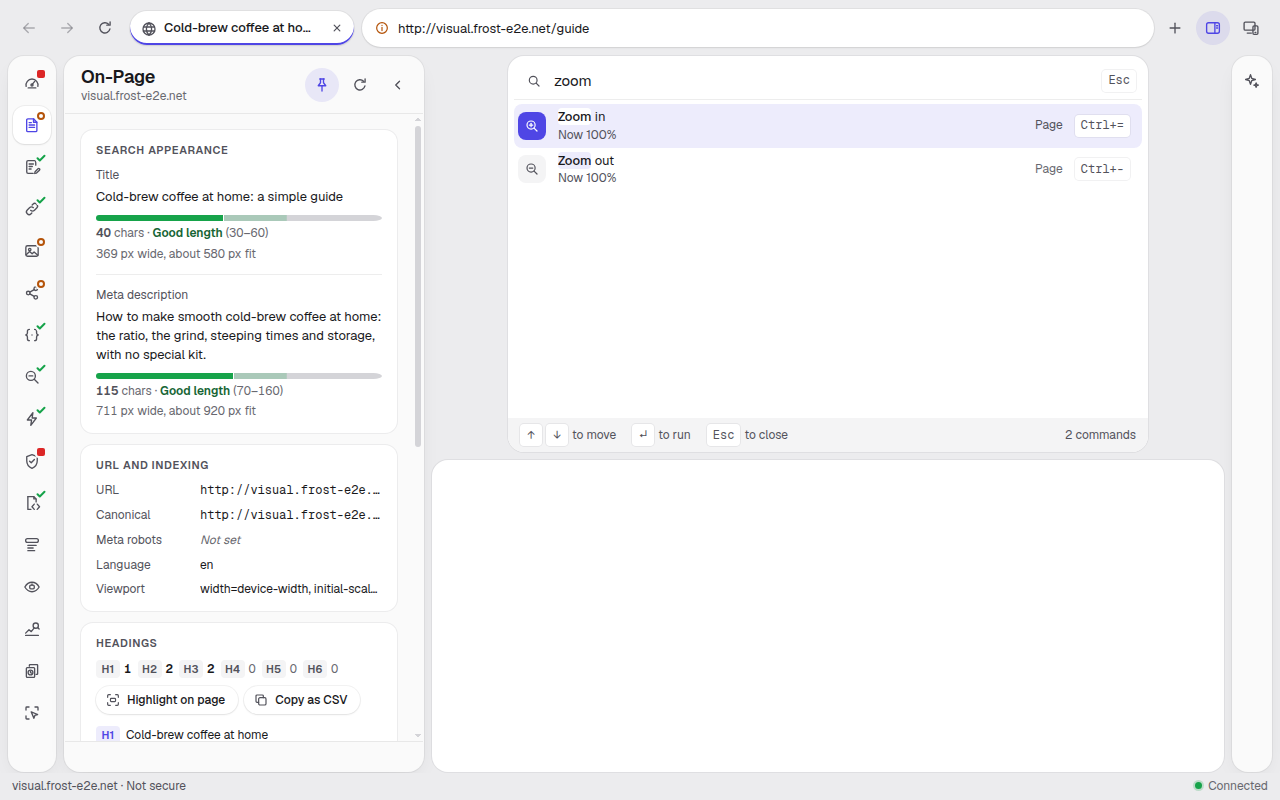 Cold-brew coffee at ho…
http://visual.frost-e2e.net/guide
On-Page
visual.frost-e2e.net
SEARCH APPEARANCE
Title
Cold-brew coffee at home: a simple guide
40 chars · Good length (30–60)
369 px wide, about 580 px fit
Meta description
How to make smooth cold-brew coffee at home:
the ratio, the grind, steeping times and storage,
with no special kit.
115 chars · Good length (70–160)
711 px wide, about 920 px fit
URL AND INDEXING
URL http://visual.frost-e2e.…
Canonical http://visual.frost-e2e.…
Meta robots Not set
Language en
Viewport width=device-width, initial-scal…
HEADINGS
H1 1 H2 2 H3 2 H4 0 H5 0 H6 0
Highlight on page Copy as CSV
H1 Cold-brew coffee at home
zoom Esc
Zoom in
Now 100%
Page Ctrl+=
Zoom out
Now 100%
Page Ctrl+-
↑ ↓ to move ↵ to run Esc to close 2 commands
visual.frost-e2e.net · Not secure
Connected